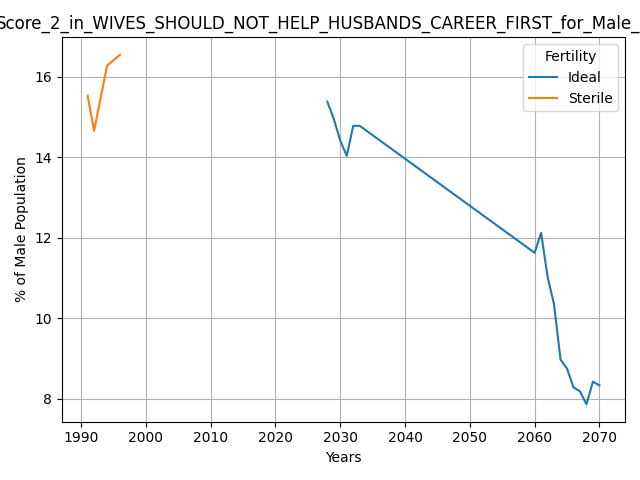 Score_2_in_WIVES_SHOULD_NOT_HELP_HUSBANDS_CAREER_FIRST_for_Male_
Fertility
Ideal
Sterile
% of Male Population
16
14
12
10
8
1990 2000 2010 2020 2030 2040 2050 2060 2070
Years